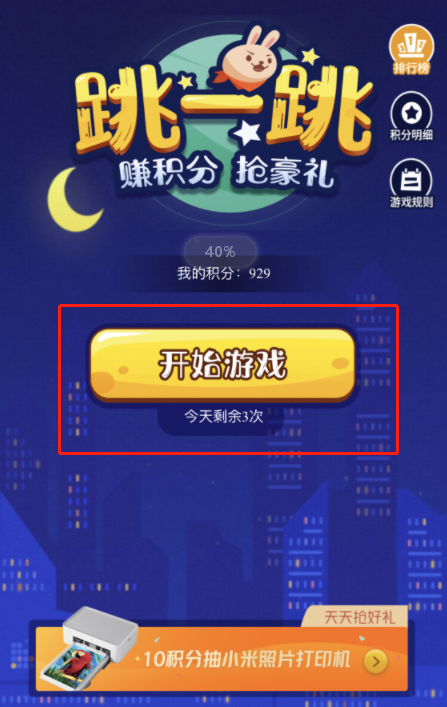 跳一跳
赚积分 抢豪礼
排行榜
积分明细
游戏规则
40%
我的积分：929
开始游戏
今天剩余3次
天天抢好礼
10积分抽小米照片打印机